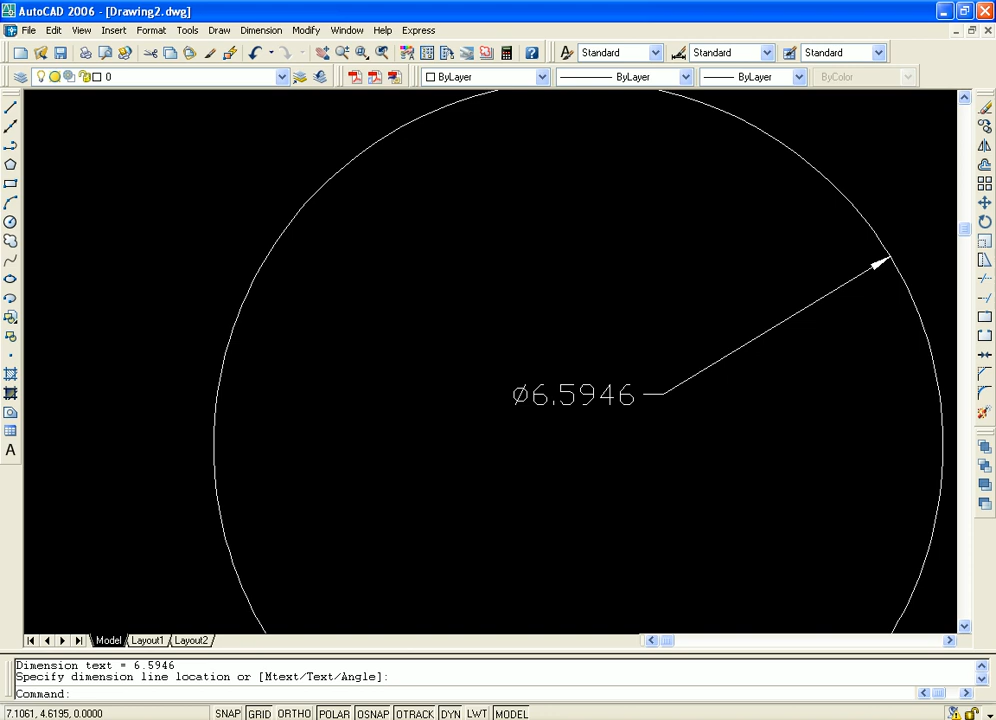 AutoCAD 2006 - [Drawing2.dwg]
File Edit View Insert Format Tools Draw Dimension Modify Window Help Express
Standard Standard Standard
0 ByLayer ByLayer ByLayer ByColor
A
Ø6.5946
Model Layout1 Layout2
Dimension text = 6.5946
Specify dimension line location or [Mtext/Text/Angle]:
Command:
7.1061, 4.6195, 0.0000 SNAP GRID ORTHO POLAR OSNAP OTRACK DYN LWT MODEL